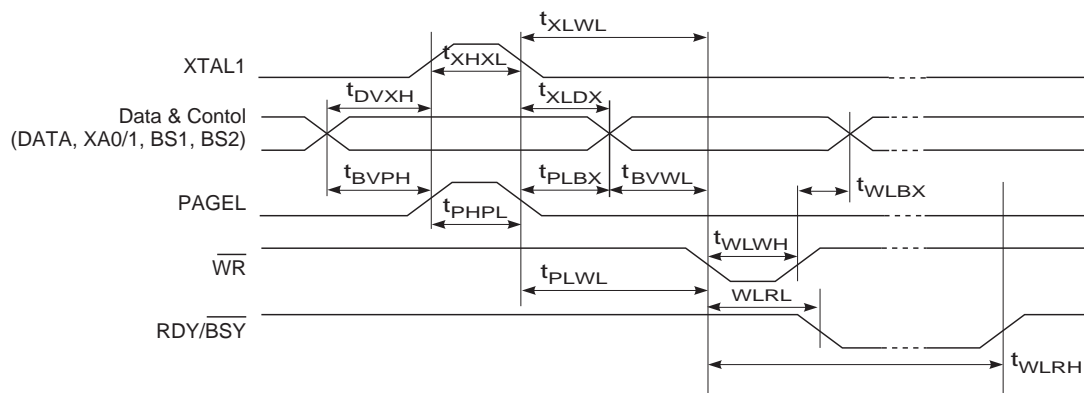 tXLWL
XTAL1
tXHXL
tDVXH
tXLDX
Data & Contol
(DATA, XA0/1, BS1, BS2)
tBVPH
tPLBX
tBVWL
tWLBX
PAGEL
tPHPL
tWLWH
WR
tPLWL
WLRL
RDY/BSY
tWLRH